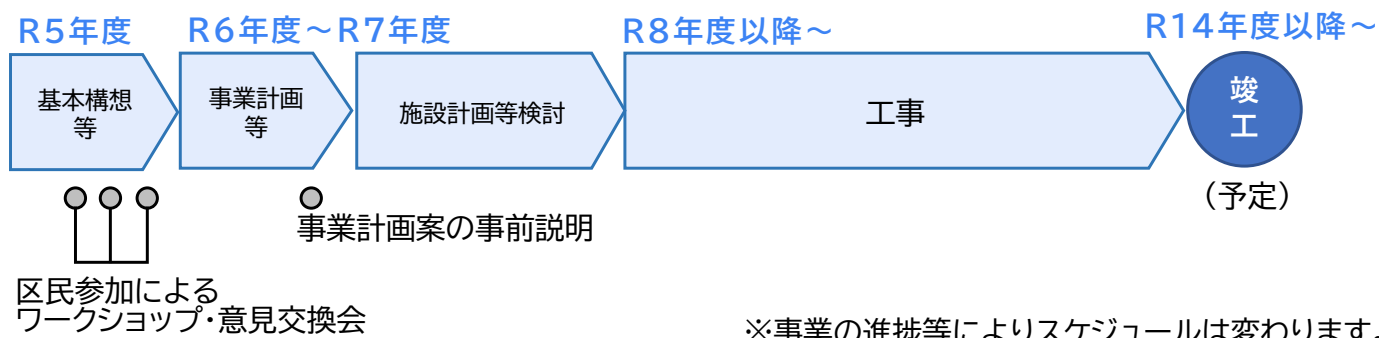 R5年度
R6年度～R7年度
R8年度以降～
R14年度以降～
基本構想
等
事業計画
等
施設計画等検討
工事
竣
工
(予定)
事業計画案の事前説明
区民参加による
ワークショップ・意見交換会
※事業の進捗等によりスケジュールは変わります。